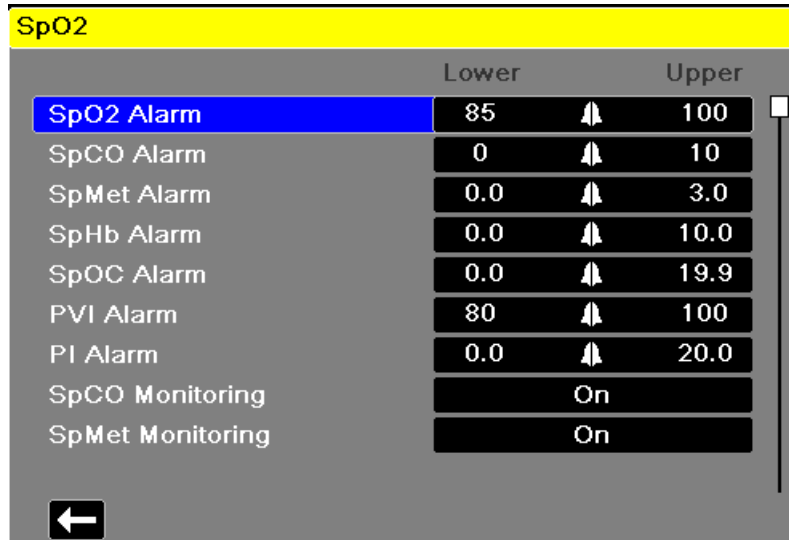 SpO2
Lower Upper
SpO2 Alarm 85 100
SpCO Alarm 0 10
SpMet Alarm 0.0 3.0
SpHb Alarm 0.0 10.0
SpOC Alarm 0.0 19.9
PVI Alarm 80 100
PI Alarm 0.0 20.0
SpCO Monitoring On
SpMet Monitoring On